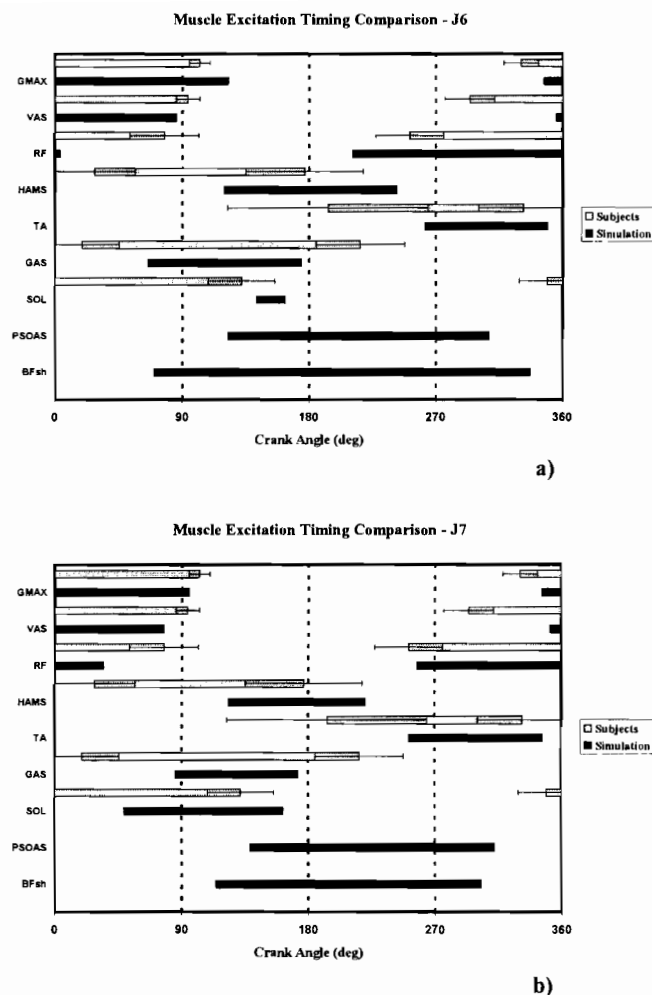 Muscle Excitation Timing Comparison - J6
GMAX
VAS
RF
HAMS
TA
GAS
SOL
PSOAS
BFsh
Subjects
Simulation
0 90 180 270 360
Crank Angle (deg)
a)
Muscle Excitation Timing Comparison - J7
GMAX
VAS
RF
HAMS
TA
GAS
SOL
PSOAS
BFsh
Subjects
Simulation
0 90 180 270 360
Crank Angle (deg)
b)